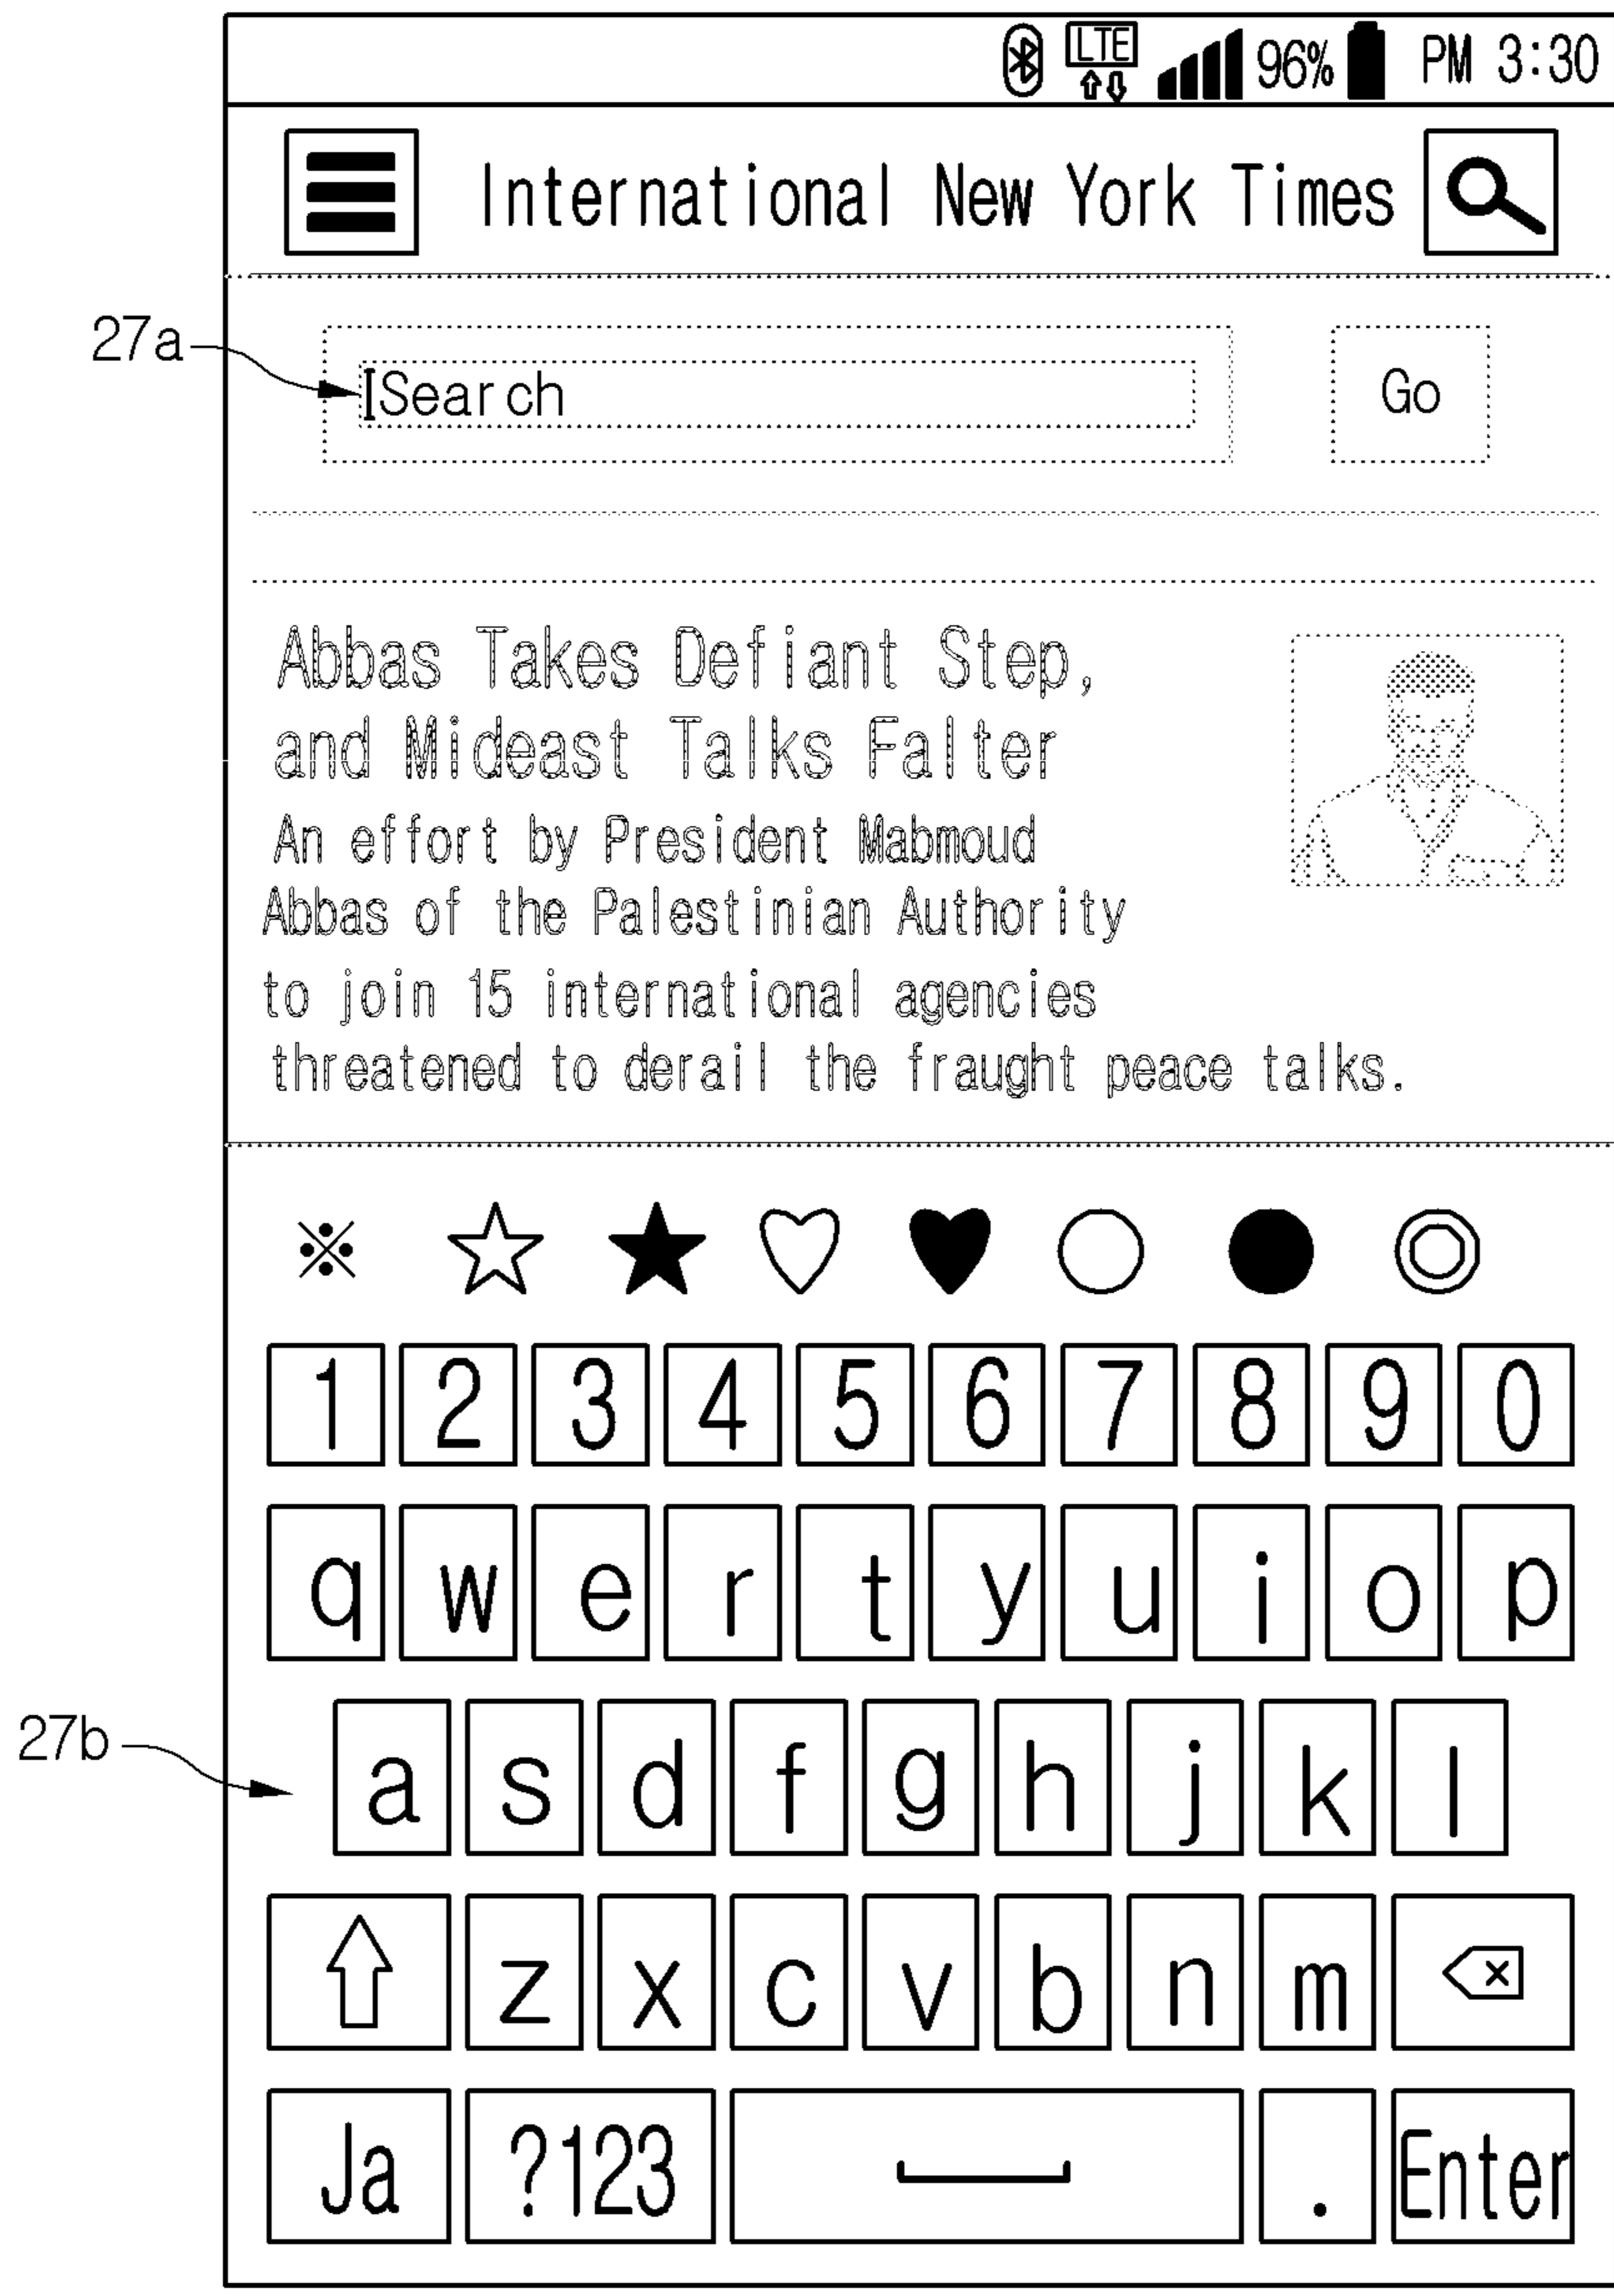 LTE 96% PM 3:30
International New York Times
27a
Search Go
Abbas Takes Defiant Step,
and Mideast Talks Falter
An effort by President Mabmoud
Abbas of the Palestinian Authority
to join 15 international agencies
threatened to derail the fraught peace talks.
※ ☆ ★ ♡ ♥ ○ ● ◎
1 2 3 4 5 6 7 8 9 0
q w e r t y u i o p
27b
a s d f g h j k l
z x c v b n m
Ja ?123 . Enter